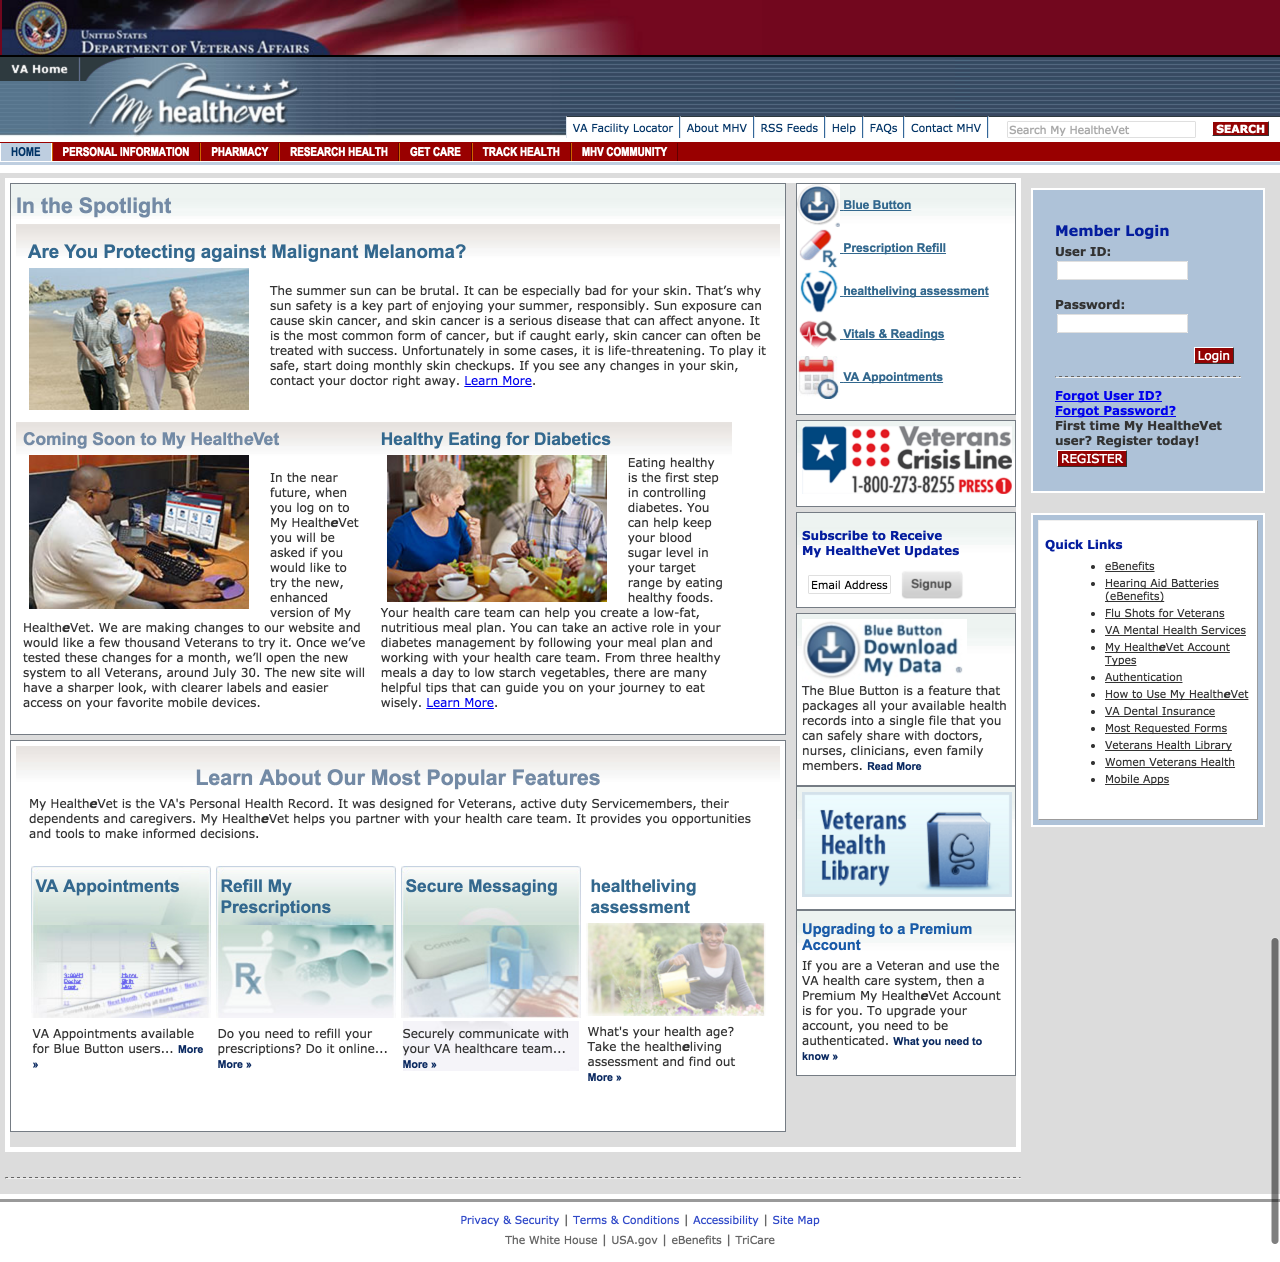 UNITED STATES
DEPARTMENT OF VETERANS AFFAIRS
VA Home
My healthevet
VA Facility Locator
About MHV
RSS Feeds
Help
FAQs
Contact MHV
Search My HealtheVet
SEARCH
HOME
PERSONAL INFORMATION
PHARMACY
RESEARCH HEALTH
GET CARE
TRACK HEALTH
MHV COMMUNITY
In the Spotlight
Are You Protecting against Malignant Melanoma?
The summer sun can be brutal. It can be especially bad for your skin. That’s why
sun safety is a key part of enjoying your summer, responsibly. Sun exposure can
cause skin cancer, and skin cancer is a serious disease that can affect anyone. It
is the most common form of cancer, but if caught early, skin cancer can often be
treated with success. Unfortunately in some cases, it is life-threatening. To play it
safe, start doing monthly skin checkups. If you see any changes in your skin,
contact your doctor right away. Learn More.
Coming Soon to My HealtheVet
In the near
future, when
you log on to
My HealtheVet
you will be
asked if you
would like to
try the new,
enhanced
version of My
HealtheVet. We are making changes to our website and
would like a few thousand Veterans to try it. Once we’ve
tested these changes for a month, we’ll open the new
system to all Veterans, around July 30. The new site will
have a sharper look, with clearer labels and easier
access on your favorite mobile devices.
Healthy Eating for Diabetics
Eating healthy
is the first step
in controlling
diabetes. You
can help keep
your blood
sugar level in
your target
range by eating
healthy foods.
Your health care team can help you create a low-fat,
nutritious meal plan. You can take an active role in your
diabetes management by following your meal plan and
working with your health care team. From three healthy
meals a day to low starch vegetables, there are many
helpful tips that can guide you on your journey to eat
wisely. Learn More.
Learn About Our Most Popular Features
My HealtheVet is the VA's Personal Health Record. It was designed for Veterans, active duty Servicemembers, their
dependents and caregivers. My HealtheVet helps you partner with your health care team. It provides you opportunities
and tools to make informed decisions.
VA Appointments
VA Appointments available
for Blue Button users... More
»
Refill My
Prescriptions
Rx
Do you need to refill your
prescriptions? Do it online...
More »
Secure Messaging
Connect
Securely communicate with
your VA healthcare team...
More »
healtheliving
assessment
What's your health age?
Take the healtheliving
assessment and find out
More »
Blue Button
Rx
Prescription Refill
healtheliving assessment
Vitals & Readings
VA Appointments
Veterans
Crisis Line
1-800-273-8255 PRESS 1
Subscribe to Receive
My HealtheVet Updates
Email Address
Signup
Blue Button
Download
My Data ®
The Blue Button is a feature that
packages all your available health
records into a single file that you
can safely share with doctors,
nurses, clinicians, even family
members. Read More
Veterans
Health
Library
Upgrading to a Premium
Account
If you are a Veteran and use the
VA health care system, then a
Premium My HealtheVet Account
is for you. To upgrade your
account, you need to be
authenticated. What you need to
know »
Member Login
User ID:
Password:
Login
Forgot User ID?
Forgot Password?
First time My HealtheVet
user? Register today!
REGISTER
Quick Links
eBenefits
Hearing Aid Batteries
(eBenefits)
Flu Shots for Veterans
VA Mental Health Services
My HealtheVet Account
Types
Authentication
How to Use My HealtheVet
VA Dental Insurance
Most Requested Forms
Veterans Health Library
Women Veterans Health
Mobile Apps
Privacy & Security | Terms & Conditions | Accessibility | Site Map
The White House | USA.gov | eBenefits | TriCare